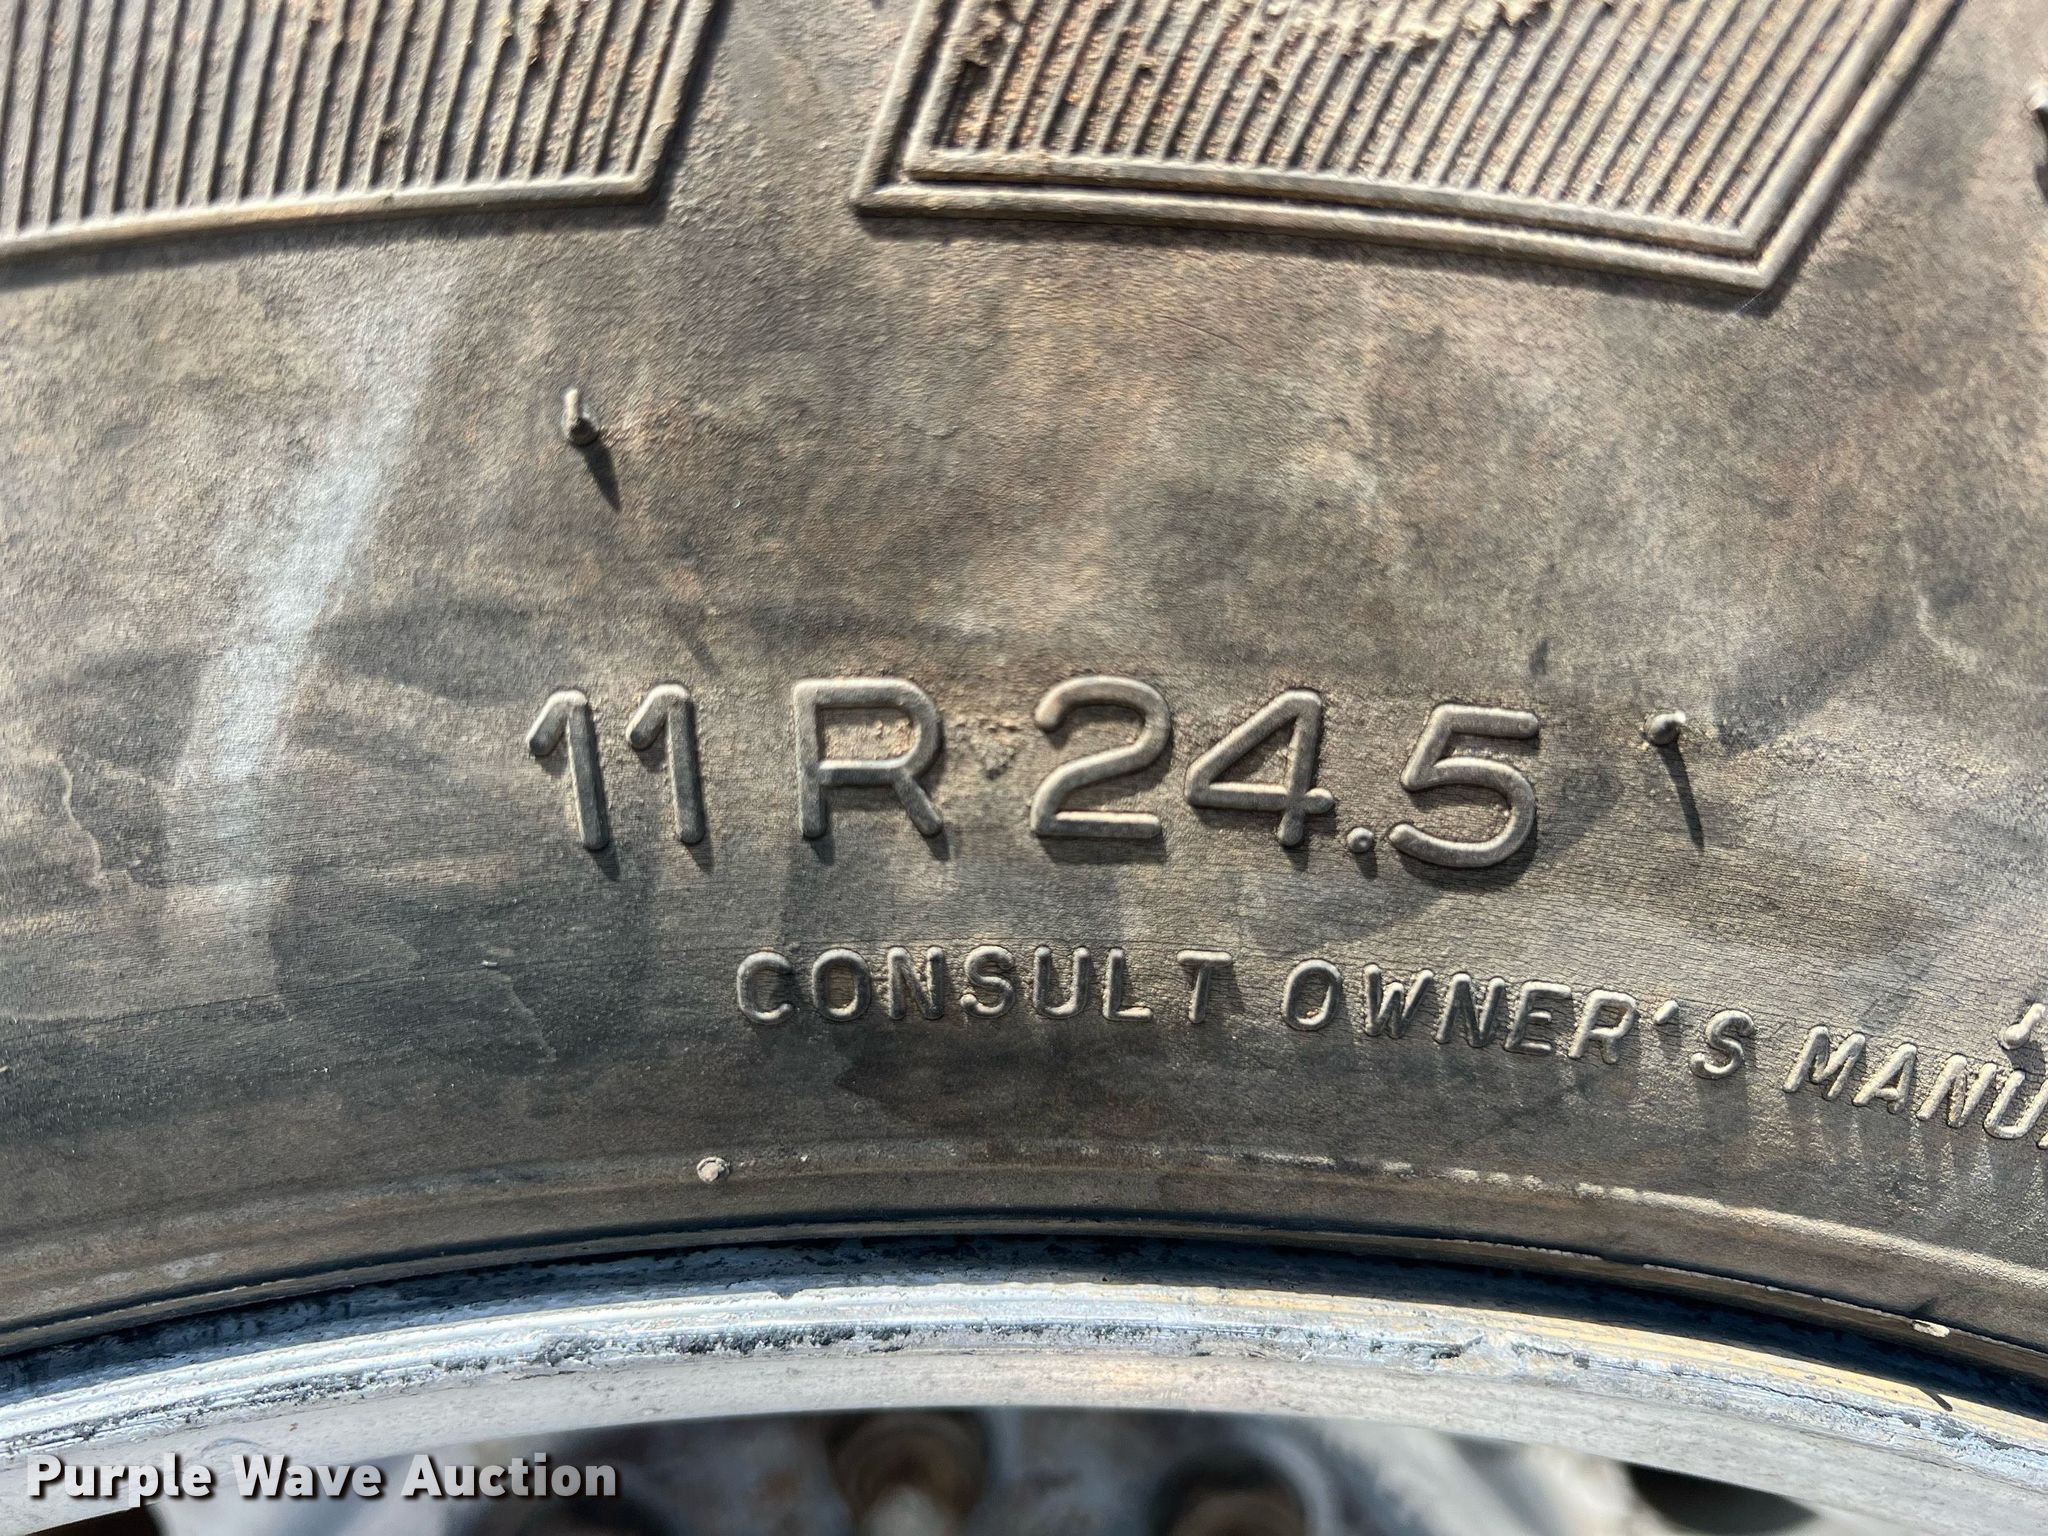 11 R 24.5
CONSULT OWNER'S
Purple Wave Auction